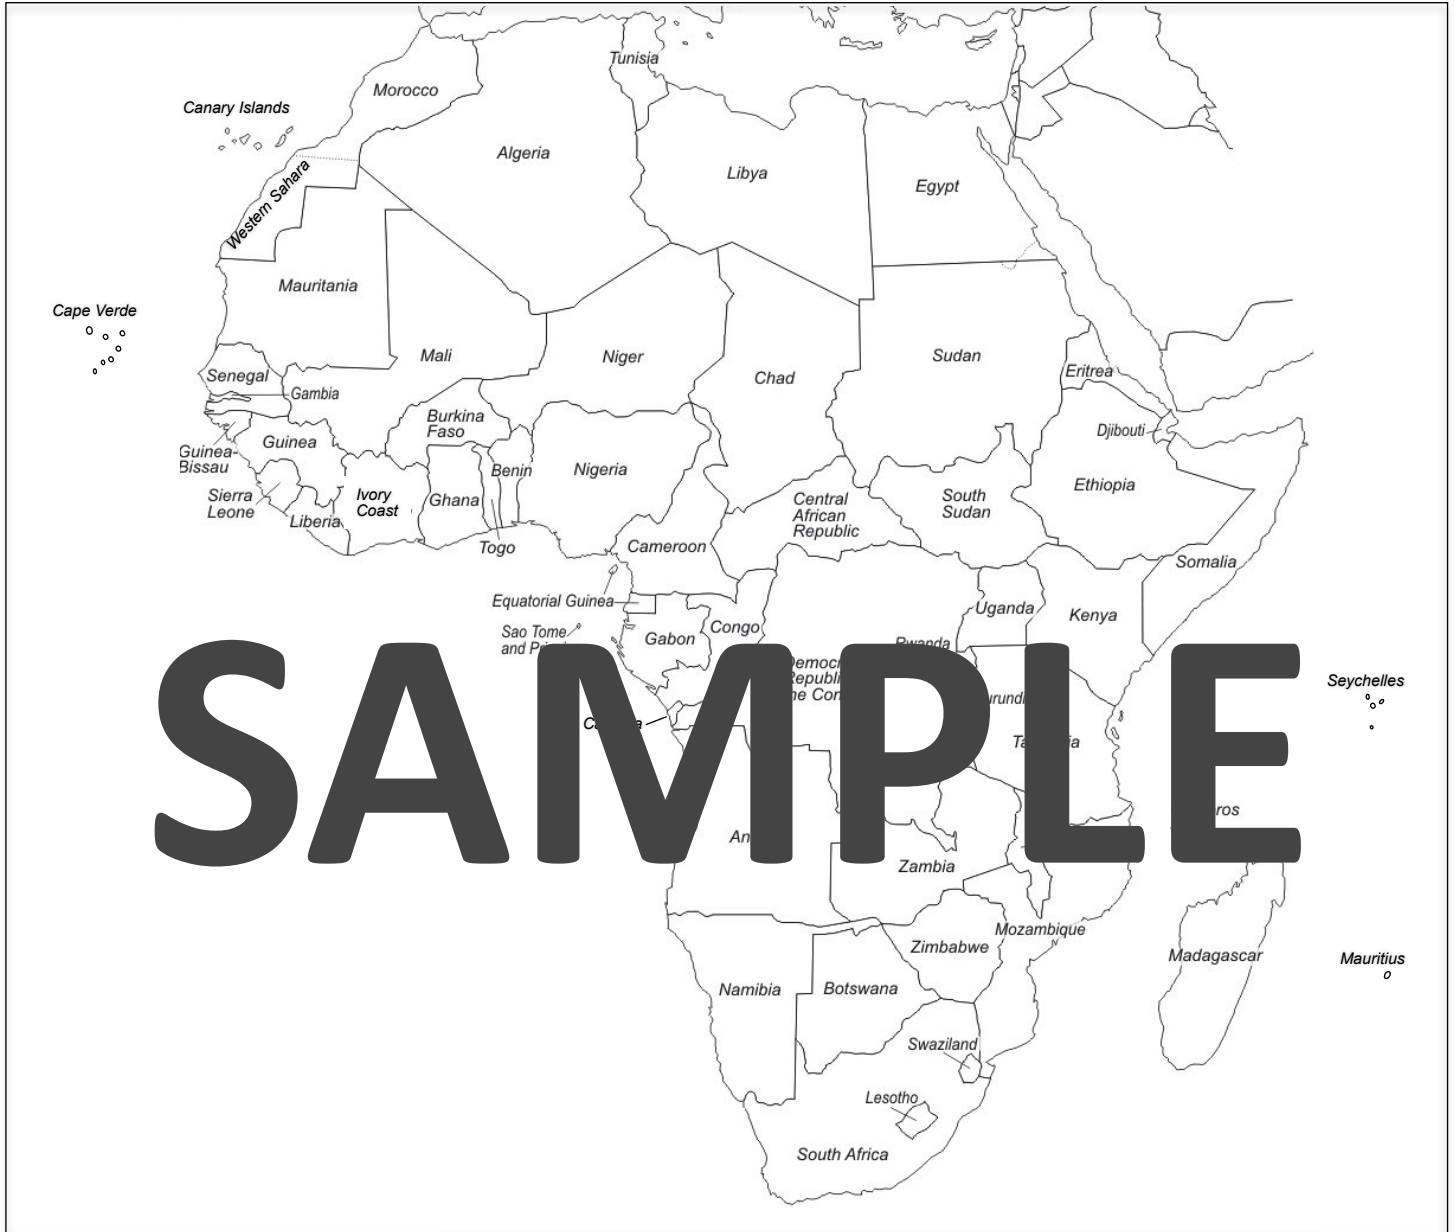 Tunisia
Morocco
Canary Islands
Algeria
Libya
Egypt
Western Sahara
Mauritania
Cape Verde
Mali
Niger
Chad
Sudan
Eritrea
Senegal
Gambia
Burkina
Faso
Djibouti
Guinea
Guinea-
Bissau
Nigeria
Benin
Ethiopia
Sierra
Leone
Ivory
Coast
Ghana
Liberia
Central
African
Republic
South
Sudan
Togo
Cameroon
Somalia
Equatorial Guinea
Uganda
Kenya
Sao Tome
and
Gabon
Congo
Rwanda
SAMPLE
Seychelles
Zambia
Mozambique
Zimbabwe
Madagascar
Mauritius
Namibia
Botswana
Swaziland
Lesotho
South Africa